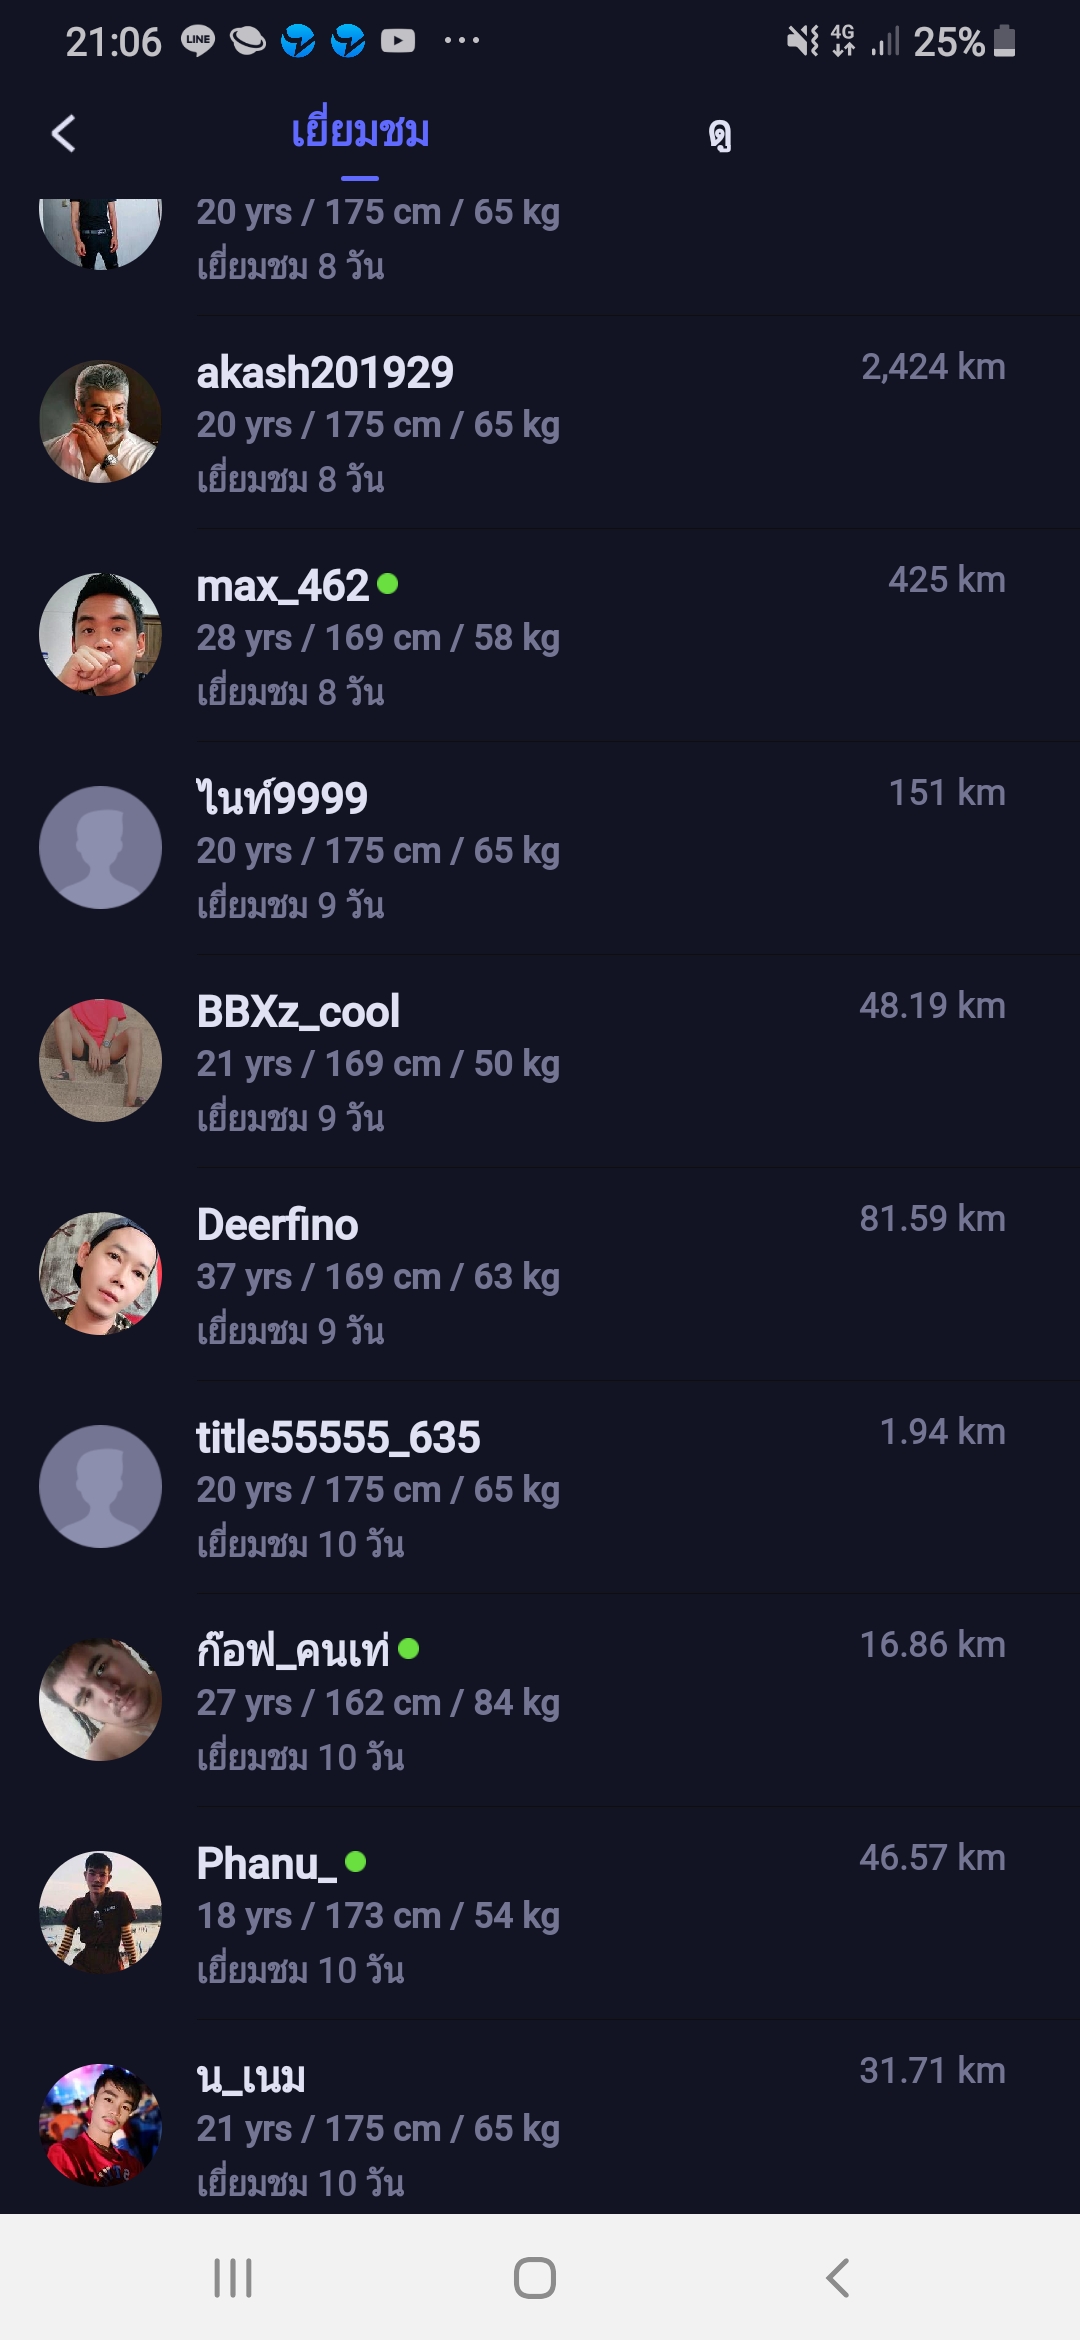 21:06 LINE 4G 25%
เยี่ยมชม ดู
20 yrs / 175 cm / 65 kg
เยี่ยมชม 8 วัน
akash201929 2,424 km
20 yrs / 175 cm / 65 kg
เยี่ยมชม 8 วัน
max_462 425 km
28 yrs / 169 cm / 58 kg
เยี่ยมชม 8 วัน
ไนท์9999 151 km
20 yrs / 175 cm / 65 kg
เยี่ยมชม 9 วัน
BBXz_cool 48.19 km
21 yrs / 169 cm / 50 kg
เยี่ยมชม 9 วัน
Deerfino 81.59 km
37 yrs / 169 cm / 63 kg
เยี่ยมชม 9 วัน
title55555_635 1.94 km
20 yrs / 175 cm / 65 kg
เยี่ยมชม 10 วัน
ก๊อฟ_คนเท่ 16.86 km
27 yrs / 162 cm / 84 kg
เยี่ยมชม 10 วัน
Phanu_ 46.57 km
18 yrs / 173 cm / 54 kg
เยี่ยมชม 10 วัน
น_เนม 31.71 km
21 yrs / 175 cm / 65 kg
เยี่ยมชม 10 วัน